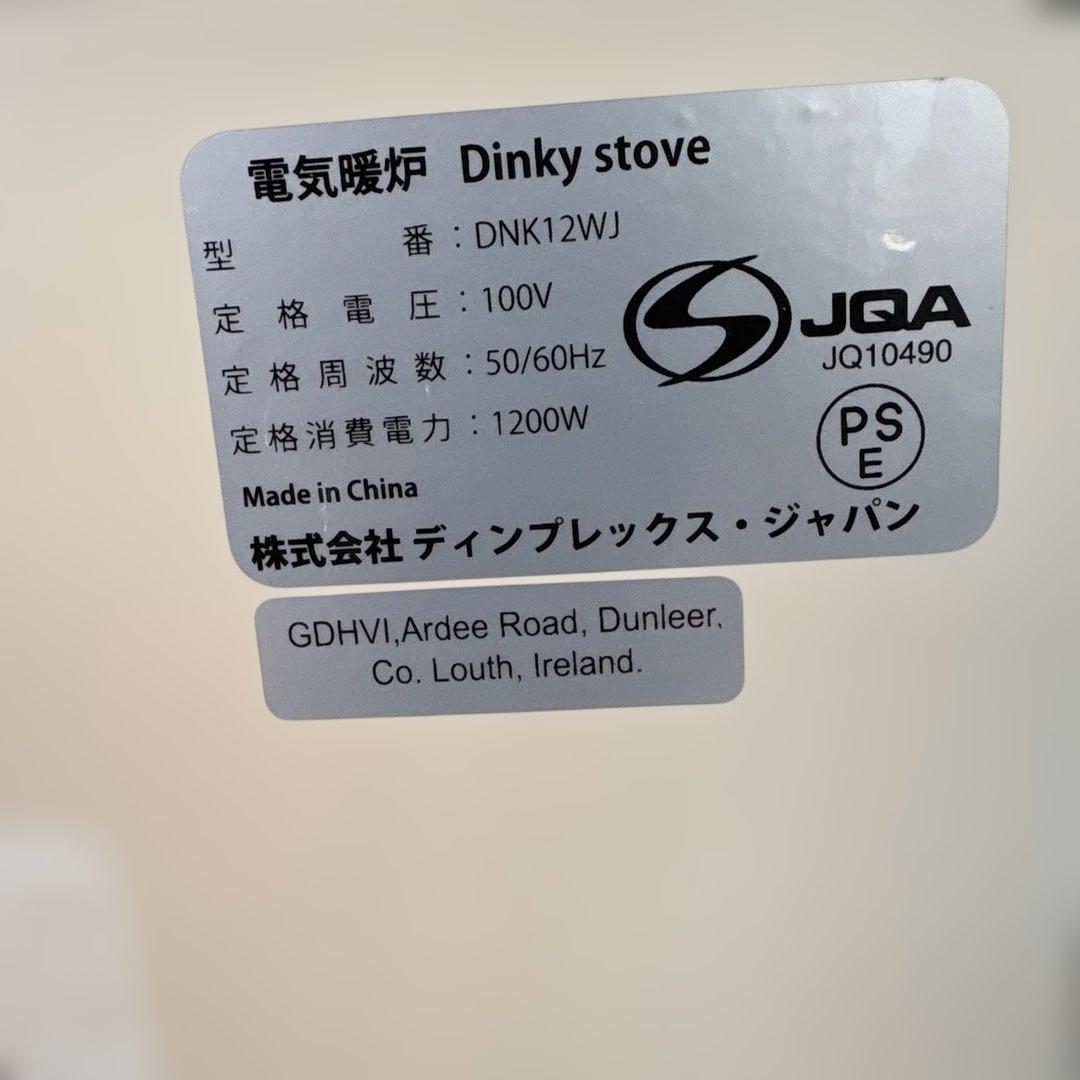 電気暖炉 Dinky stove
型番：DNK12WJ
定格電圧：100V
定格周波数：50/60Hz
定格消費電力：1200W
JQA
JQ10490
PS
E
Made in China
株式会社 ディンプレックス・ジャパン
GDHVI,Ardee Road, Dunleer,
Co. Louth, Ireland.